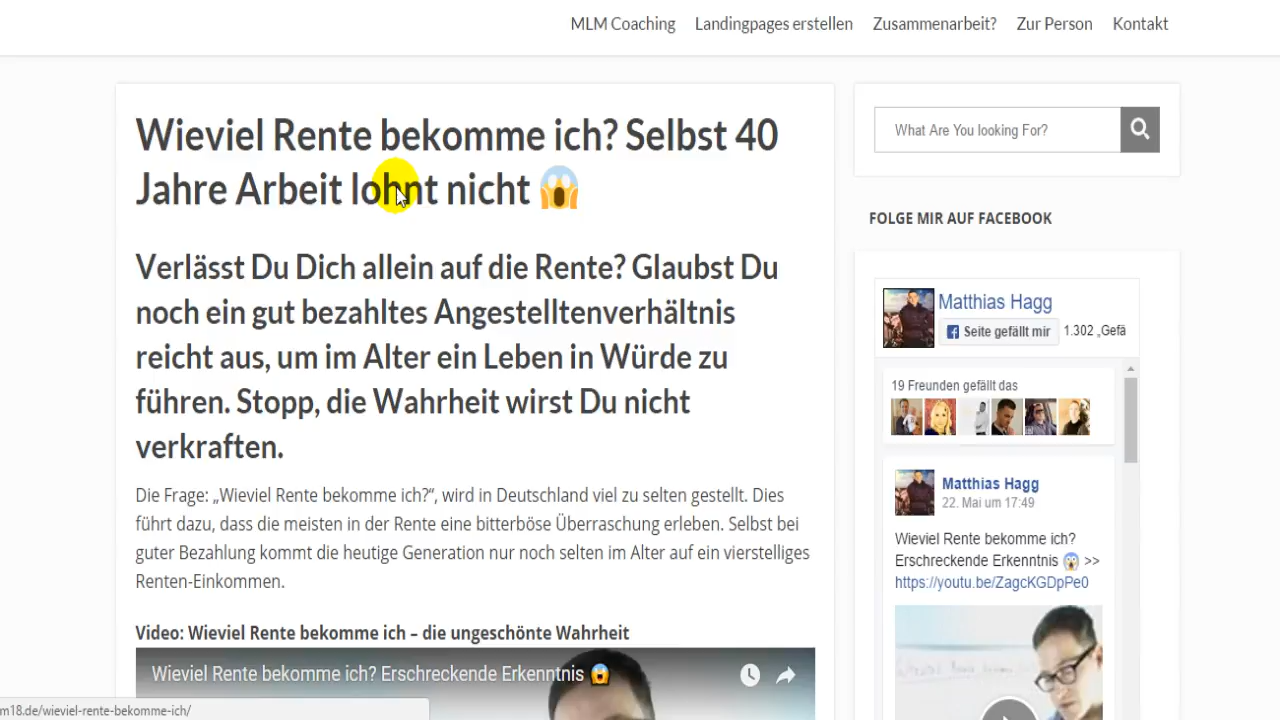 MLM Coaching Landingpages erstellen Zusammenarbeit? Zur Person Kontakt
Wieviel Rente bekomme ich? Selbst 40
Jahre Arbeit lohnt nicht 😱
Verlässt Du Dich allein auf die Rente? Glaubst Du
noch ein gut bezahltes Angestelltenverhältnis
reicht aus, um im Alter ein Leben in Würde zu
führen. Stopp, die Wahrheit wirst Du nicht
verkraften.
Die Frage: „Wieviel Rente bekomme ich?“, wird in Deutschland viel zu selten gestellt. Dies
führt dazu, dass die meisten in der Rente eine bitterböse Überraschung erleben. Selbst bei
guter Bezahlung kommt die heutige Generation nur noch selten im Alter auf ein vierstelliges
Renten-Einkommen.
Video: Wieviel Rente bekomme ich – die ungeschönte Wahrheit
Wieviel Rente bekomme ich? Erschreckende Erkenntnis 😱
m18.de/wieviel-rente-bekomme-ich/
What Are You looking For?
FOLGE MIR AUF FACEBOOK
Matthias Hagg
Seite gefällt mir 1.302 „Gefä
19 Freunden gefällt das
Matthias Hagg
22. Mai um 17:49
Wieviel Rente bekomme ich?
Erschreckende Erkenntnis 😱 >>
https://youtu.be/ZagcKGDpPe0